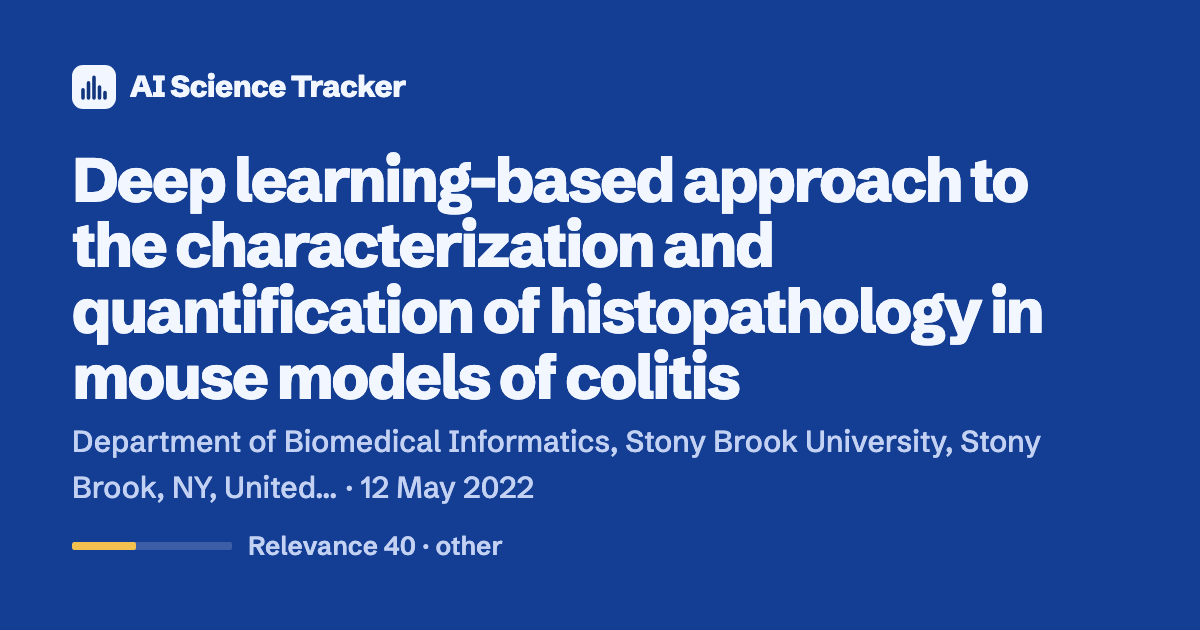 AI Science Tracker
Deep learning-based approach to
the characterization and
quantification of histopathology in
mouse models of colitis
Department of Biomedical Informatics, Stony Brook University, Stony
Brook, NY, United... · 12 May 2022
Relevance 40 · other